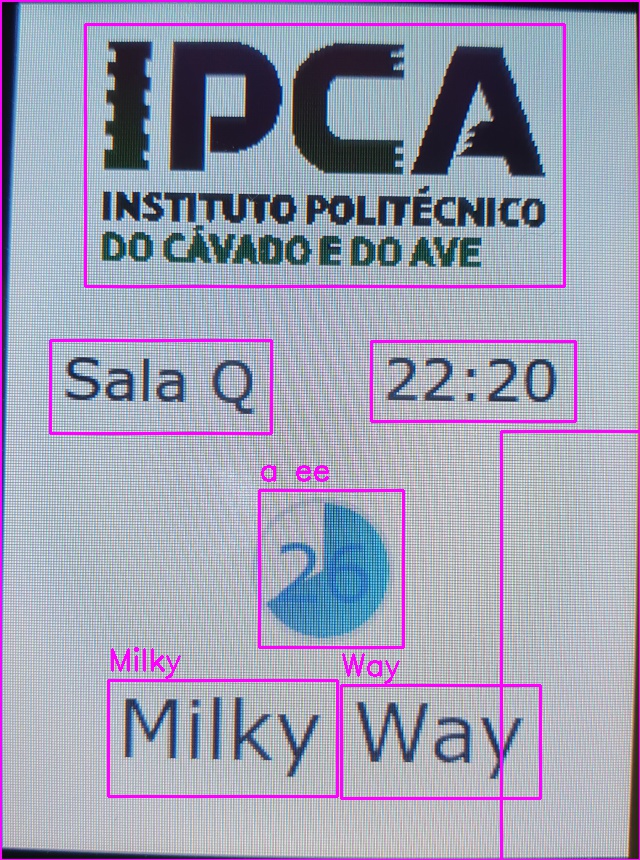 IPCA
INSTITUTO POLITÉCNICO
DO CÁVADO E DO AVE
Sala Q 22:20
a ee
26
Milky Way
Milky Way